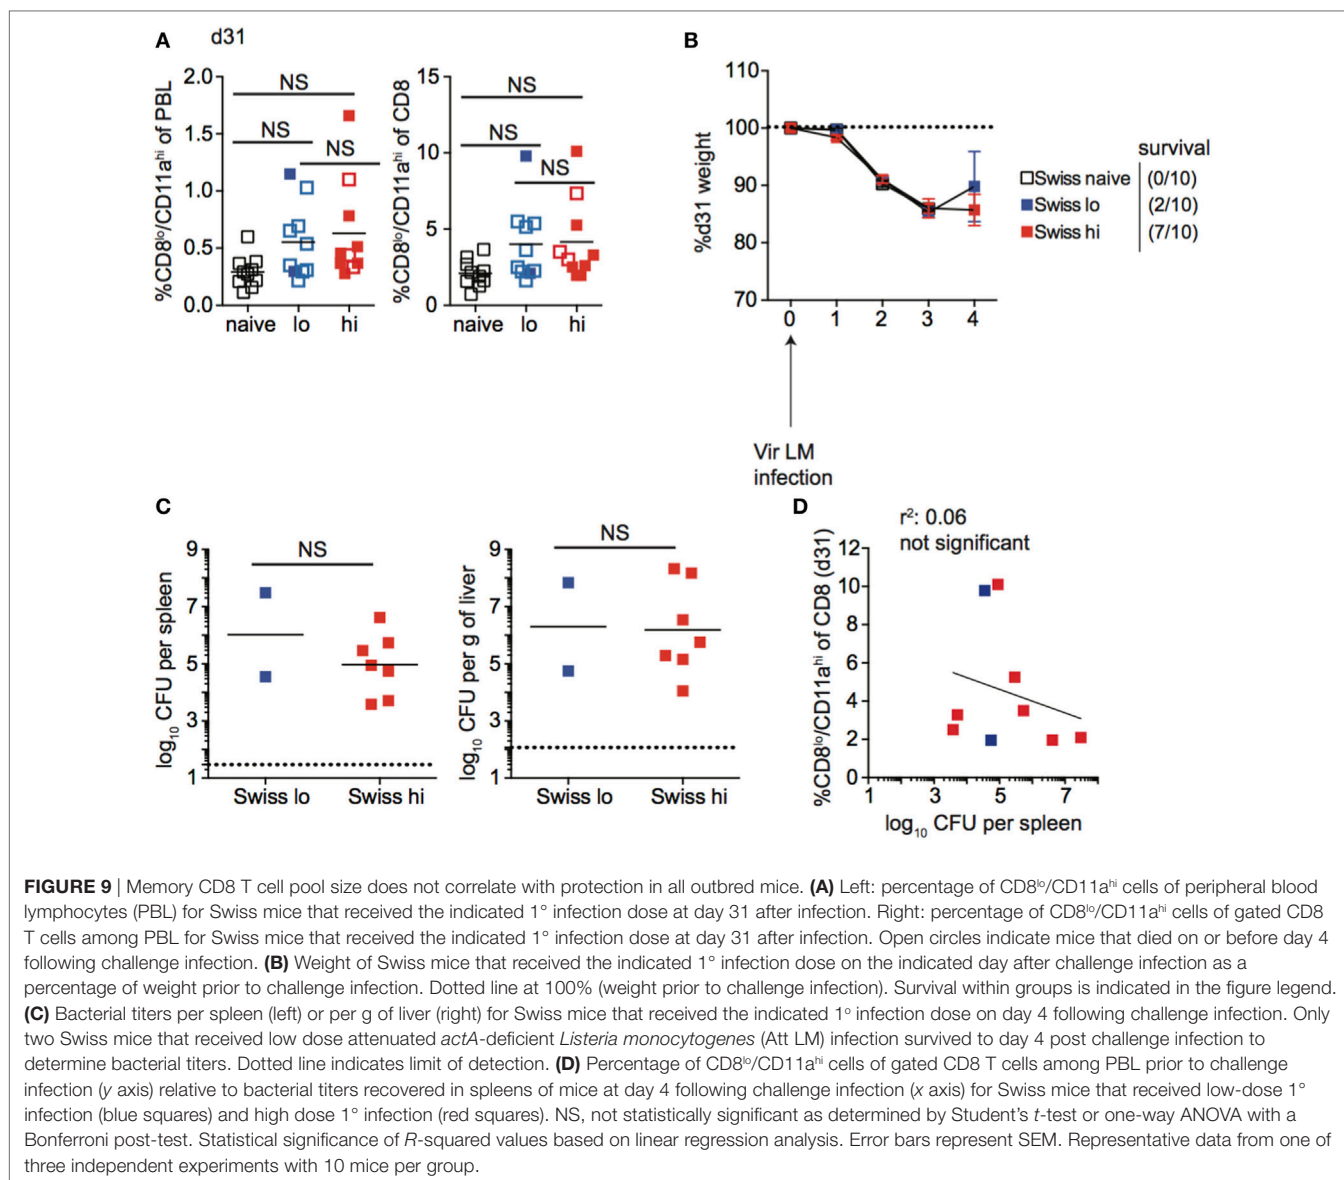 A
d31
%CD8lo/CD11ahi of PBL
2.0
1.5
1.0
0.5
0.0
NS
NS
NS
naive
lo
hi
%CD8lo/CD11ahi of CD8
15
10
5
0
NS
NS
NS
naive
lo
hi
B
%d31 weight
110
100
90
80
70
0
1
2
3
4
Vir LM
infection
survival
Swiss naive (0/10)
Swiss lo (2/10)
Swiss hi (7/10)
C
log10 CFU per spleen
9
7
5
3
1
NS
Swiss lo
Swiss hi
log10 CFU per g of liver
9
7
5
3
1
NS
Swiss lo
Swiss hi
D
r2: 0.06
not significant
%CD8lo/CD11ahi of CD8 (d31)
12
10
8
6
4
2
0
1
3
5
7
log10 CFU per spleen
FIGURE 9 | Memory CD8 T cell pool size does not correlate with protection in all outbred mice. (A) Left: percentage of CD8lo/CD11ahi cells of peripheral blood
lymphocytes (PBL) for Swiss mice that received the indicated 1° infection dose at day 31 after infection. Right: percentage of CD8lo/CD11ahi cells of gated CD8
T cells among PBL for Swiss mice that received the indicated 1° infection dose at day 31 after infection. Open circles indicate mice that died on or before day 4
following challenge infection. (B) Weight of Swiss mice that received the indicated 1° infection dose on the indicated day after challenge infection as a
percentage of weight prior to challenge infection. Dotted line at 100% (weight prior to challenge infection). Survival within groups is indicated in the figure legend.
(C) Bacterial titers per spleen (left) or per g of liver (right) for Swiss mice that received the indicated 1° infection dose on day 4 following challenge infection. Only
two Swiss mice that received low dose attenuated actA-deficient Listeria monocytogenes (Att LM) infection survived to day 4 post challenge infection to
determine bacterial titers. Dotted line indicates limit of detection. (D) Percentage of CD8lo/CD11ahi cells of gated CD8 T cells among PBL prior to challenge
infection (y axis) relative to bacterial titers recovered in spleens of mice at day 4 following challenge infection (x axis) for Swiss mice that received low-dose 1°
infection (blue squares) and high dose 1° infection (red squares). NS, not statistically significant as determined by Student's t-test or one-way ANOVA with a
Bonferroni post-test. Statistical significance of R-squared values based on linear regression analysis. Error bars represent SEM. Representative data from one of
three independent experiments with 10 mice per group.